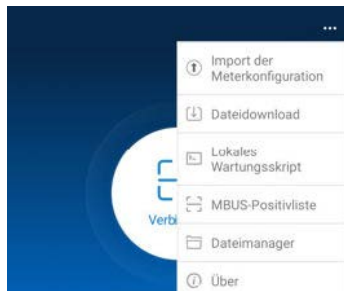 ...
Import der
Meterkonfiguration
Dateidownload
Lokales
Wartungsskript
MBUS-Positivliste
Verbi
Dateimanager
Über